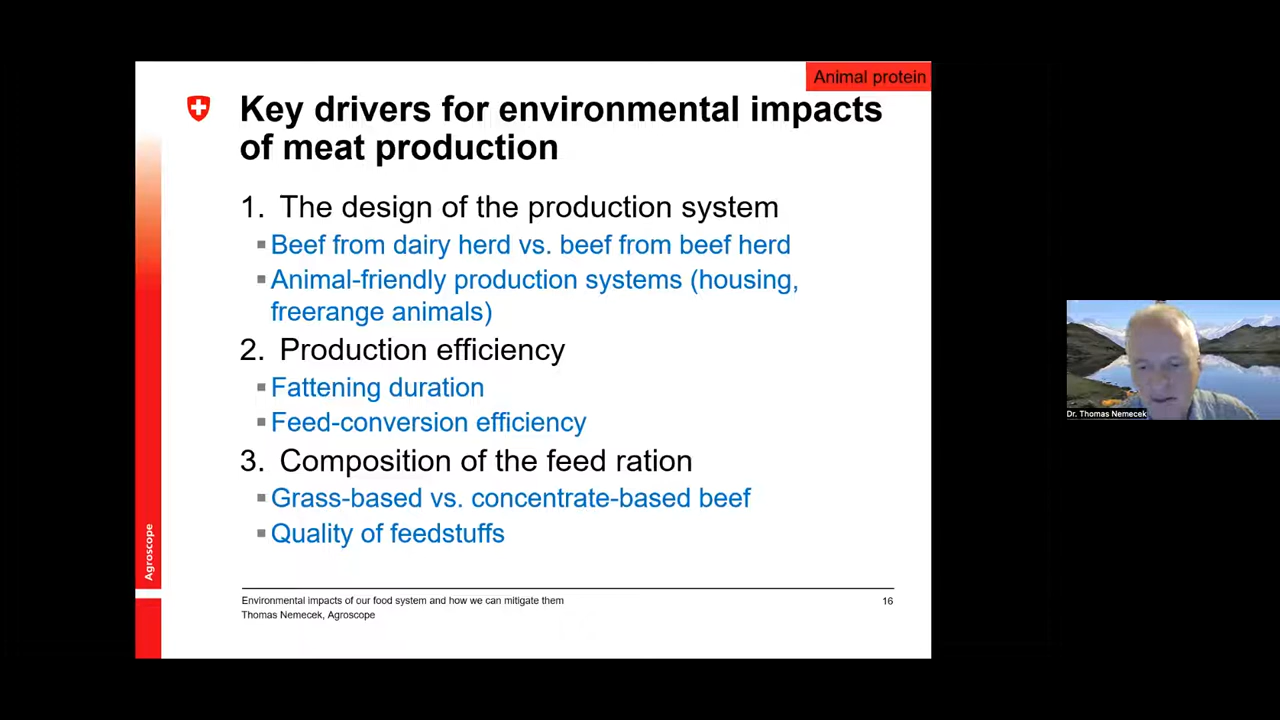 Animal protein
Key drivers for environmental impacts
of meat production
1. The design of the production system
▪Beef from dairy herd vs. beef from beef herd
▪Animal-friendly production systems (housing,
freerange animals)
2. Production efficiency
▪Fattening duration
▪Feed-conversion efficiency
3. Composition of the feed ration
▪Grass-based vs. concentrate-based beef
▪Quality of feedstuffs
Agroscope
Environmental impacts of our food system and how we can mitigate them
Thomas Nemecek, Agroscope
16
Dr. Thomas Nemecek